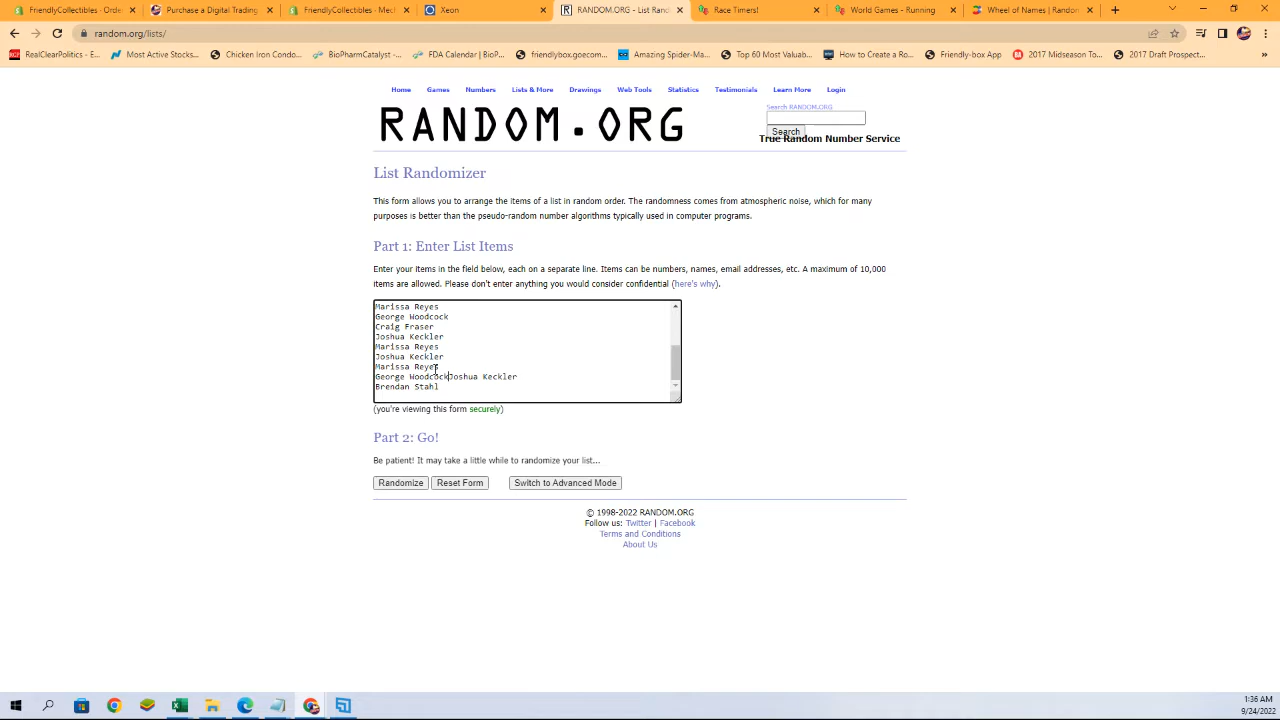 FriendlyCollectibles - Orders
Purchase a Digital Trading
FriendlyCollectibles - Mec
Xeon
RANDOM.ORG - List Rand
Race Timers!
World Games - Running
Wheel of Names | Random
random.org/lists/
RealClearPolitics - E...
Most Active Stocks...
Chicken Iron Condo...
BioPharmCatalyst -...
FDA Calendar | BioP...
friendlybox.goecom...
Amazing Spider-Ma...
Top 60 Most Valuab...
How to Create a Ro...
Friendly-box App
2017 Midseason To...
2017 Draft Prospect...
Home Games Numbers Lists & More Drawings Web Tools Statistics Testimonials Learn More Login
RANDOM.ORG
Search RANDOM.ORG
Search
True Random Number Service
List Randomizer
This form allows you to arrange the items of a list in random order. The randomness comes from atmospheric noise, which for many
purposes is better than the pseudo-random number algorithms typically used in computer programs.
Part 1: Enter List Items
Enter your items in the field below, each on a separate line. Items can be numbers, names, email addresses, etc. A maximum of 10,000
items are allowed. Please don't enter anything you would consider confidential (here's why).
Marissa Reyes
George Woodcock
Craig Fraser
Joshua Keckler
Marissa Reyes
Joshua Keckler
Marissa Reyes
George WoodcockJoshua Keckler
Brendan Stahl
(you're viewing this form securely)
Part 2: Go!
Be patient! It may take a little while to randomize your list...
Randomize Reset Form Switch to Advanced Mode
© 1998-2022 RANDOM.ORG
Follow us: Twitter | Facebook
Terms and Conditions
About Us
1:36 AM
9/24/2022